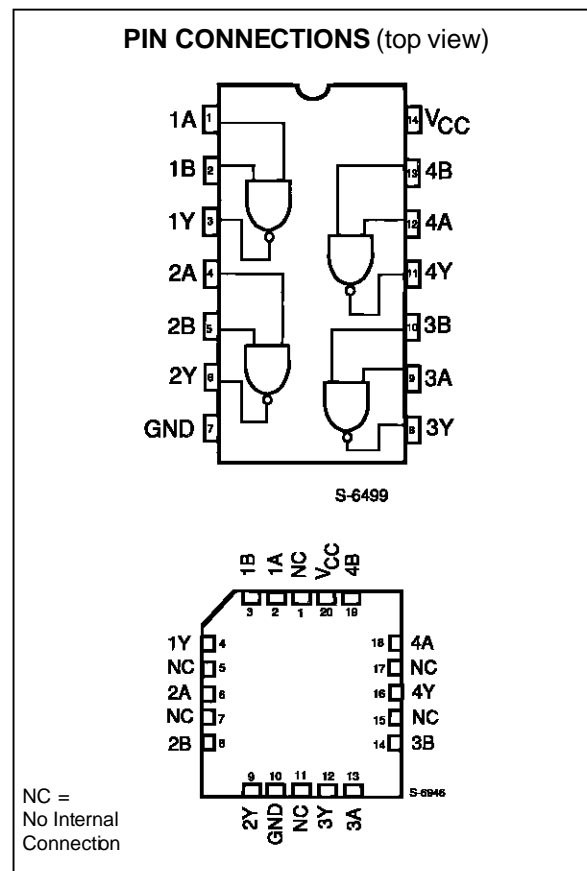 PIN CONNECTIONS (top view)
1A 1
1B 2
1Y 3
2A 4
2B 5
2Y 6
GND 7
14 VCC
13 4B
12 4A
11 4Y
10 3B
9 3A
8 3Y
S-6499
1B 1A NC VCC 4B
3 2 1 20 19
1Y 4
NC 5
2A 6
NC 7
2B 8
18 4A
17 NC
16 4Y
15 NC
14 3B
9 10 11 12 13
2Y GND NC 3Y 3A
S-6946
NC =
No Internal
Connection